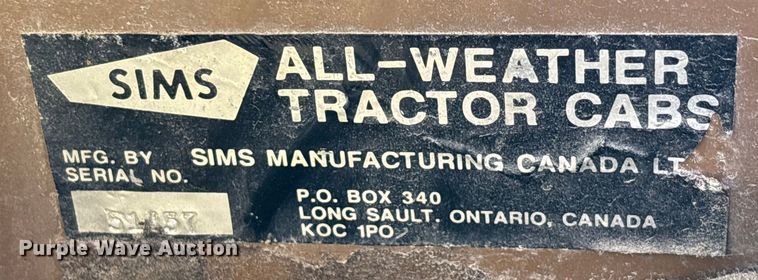 SIMS
ALL-WEATHER
TRACTOR CABS
MFG. BY SIMS MANUFACTURING CANADA LT
SERIAL NO.
P.O. BOX 340
LONG SAULT. ONTARIO, CANADA
KOC 1PO
Purple Wave Auction